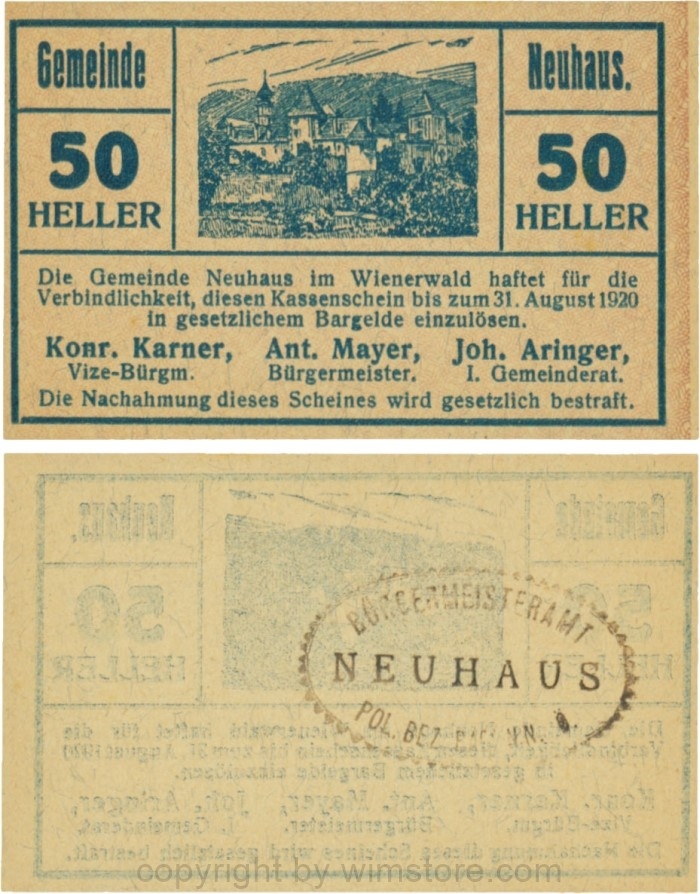 Gemeinde
Neuhaus.
50
HELLER
50
HELLER
Die Gemeinde Neuhaus im Wienerwald haftet für die
Verbindlichkeit, diesen Kassenschein bis zum 31. August 1920
in gesetzlichem Bargelde einzulösen.
Konr. Karner, Ant. Mayer, Joh. Aringer,
Vize-Bürgm. Bürgermeister. I. Gemeinderat.
Die Nachahmung dieses Scheines wird gesetzlich bestraft.
BÜRGERMEISTERAMT
NEUHAUS
POL. BEZ.
copyright by wimstore.com